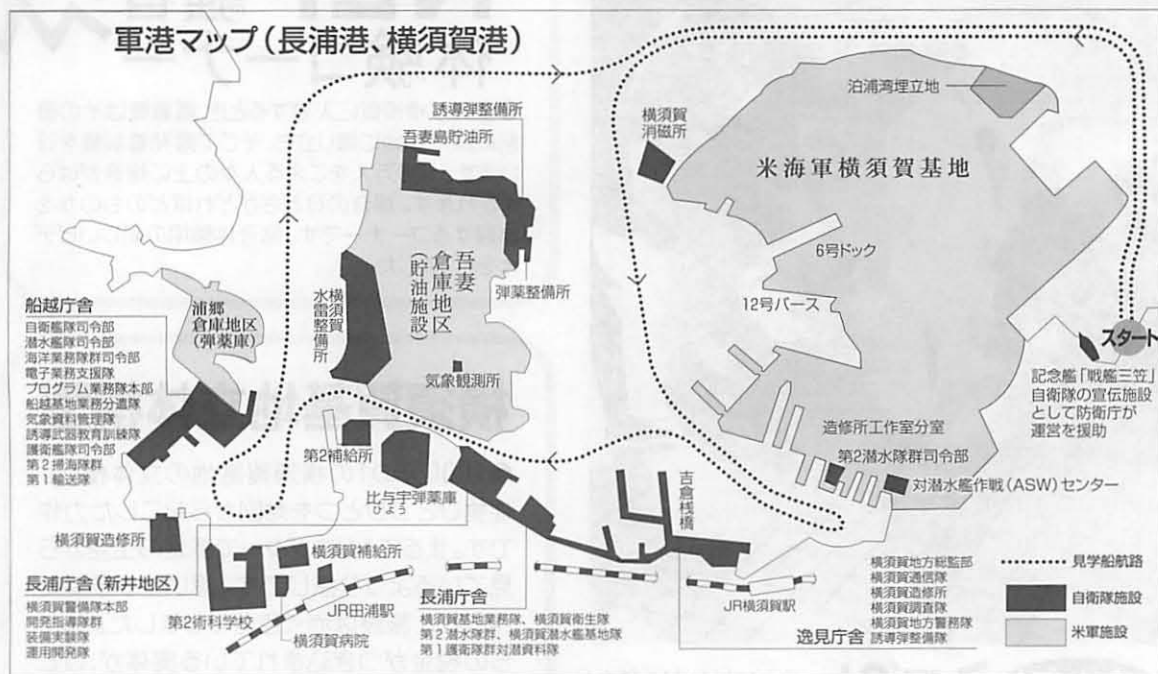 軍港マップ(長浦港、横須賀港)
誘導弾整備所
吾妻島貯油所
横須賀
消磁所
泊浦湾埋立地
米海軍横須賀基地
6号ドック
12号バース
スタート
記念艦「戦艦三笠」
自衛隊の宣伝施設
として防衛庁が
運営を援助
吾妻
倉庫地区
(貯油施設)
弾薬整備所
横須賀
水雷整備所
気象観測所
浦郷
倉庫地区
(弾薬庫)
船越庁舎
自衛艦隊司令部
潜水艦隊司令部
海洋業務隊群司令部
電子業務支援隊
プログラム業務隊本部
船越基地業務分遣隊
気象資料管理隊
誘導武器教育訓練隊
護衛艦隊司令部
第2掃海隊群
第1輸送隊
造修所工作室分室
第2潜水隊群司令部
対潜水艦作戦(ASW)センター
第2補給所
比与宇弾薬庫
ひよう
吉倉桟橋
横須賀造修所
横須賀補給所
長浦庁舎(新井地区)
横須賀警備隊本部
開発指導隊群
装備実験隊
運用開発隊
第2術科学校
JR田浦駅
横須賀病院
長浦庁舎
横須賀基地業務隊、横須賀衛生隊
第2潜水隊群、横須賀潜水艦基地隊
第1護衛隊群対潜資料隊
JR横須賀駅
逸見庁舎
横須賀地方総監部
横須賀通信隊
横須賀造修所
横須賀調査隊
横須賀地方警務隊
誘導弾整備隊
見学船航路
自衛隊施設
米軍施設